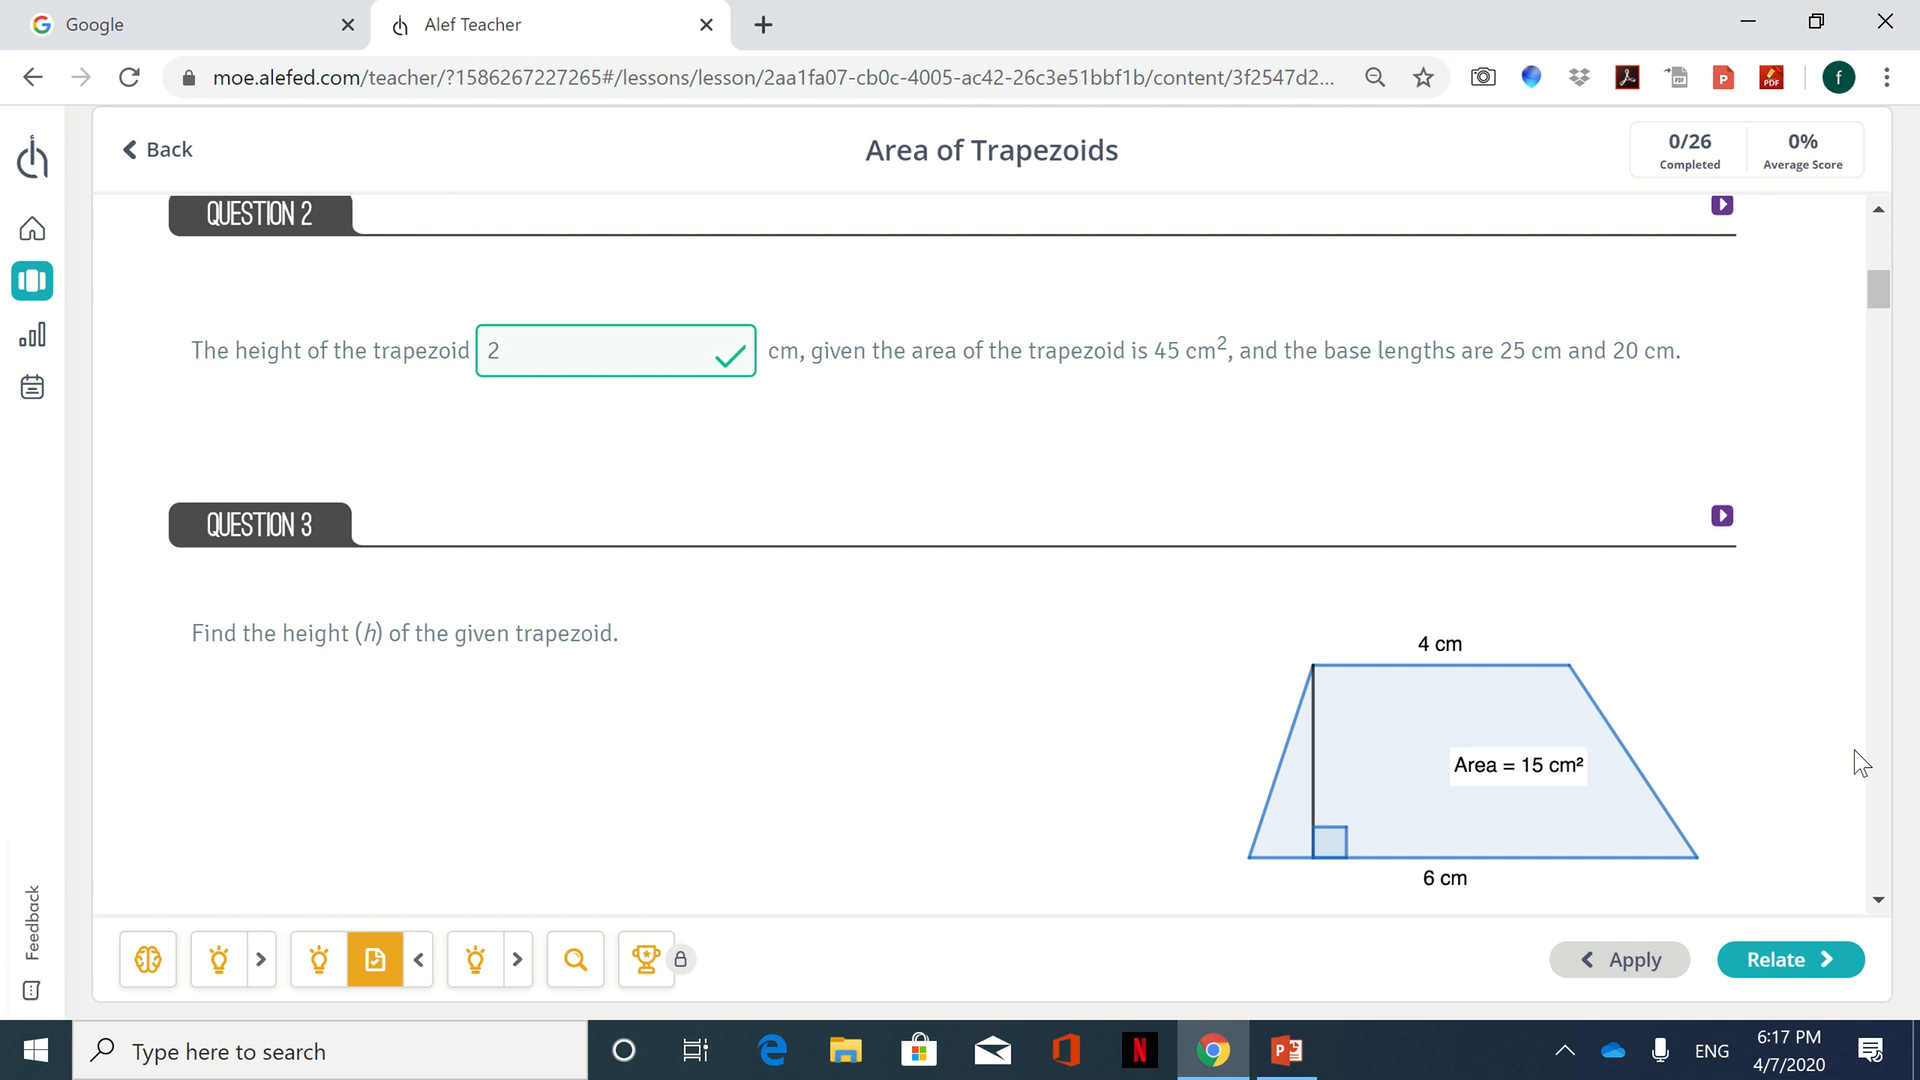 Google
Alef Teacher
moe.alefed.com/teacher/?1586267227265#/lessons/lesson/2aa1fa07-cb0c-4005-ac42-26c3e51bbf1b/content/3f2547d2...
f
Back
Area of Trapezoids
0/26
Completed
0%
Average Score
QUESTION 2
The height of the trapezoid 2 cm, given the area of the trapezoid is 45 cm², and the base lengths are 25 cm and 20 cm.
QUESTION 3
Find the height (h) of the given trapezoid.
4 cm
Area = 15 cm²
6 cm
Feedback
Apply
Relate
Type here to search
ENG
6:17 PM
4/7/2020